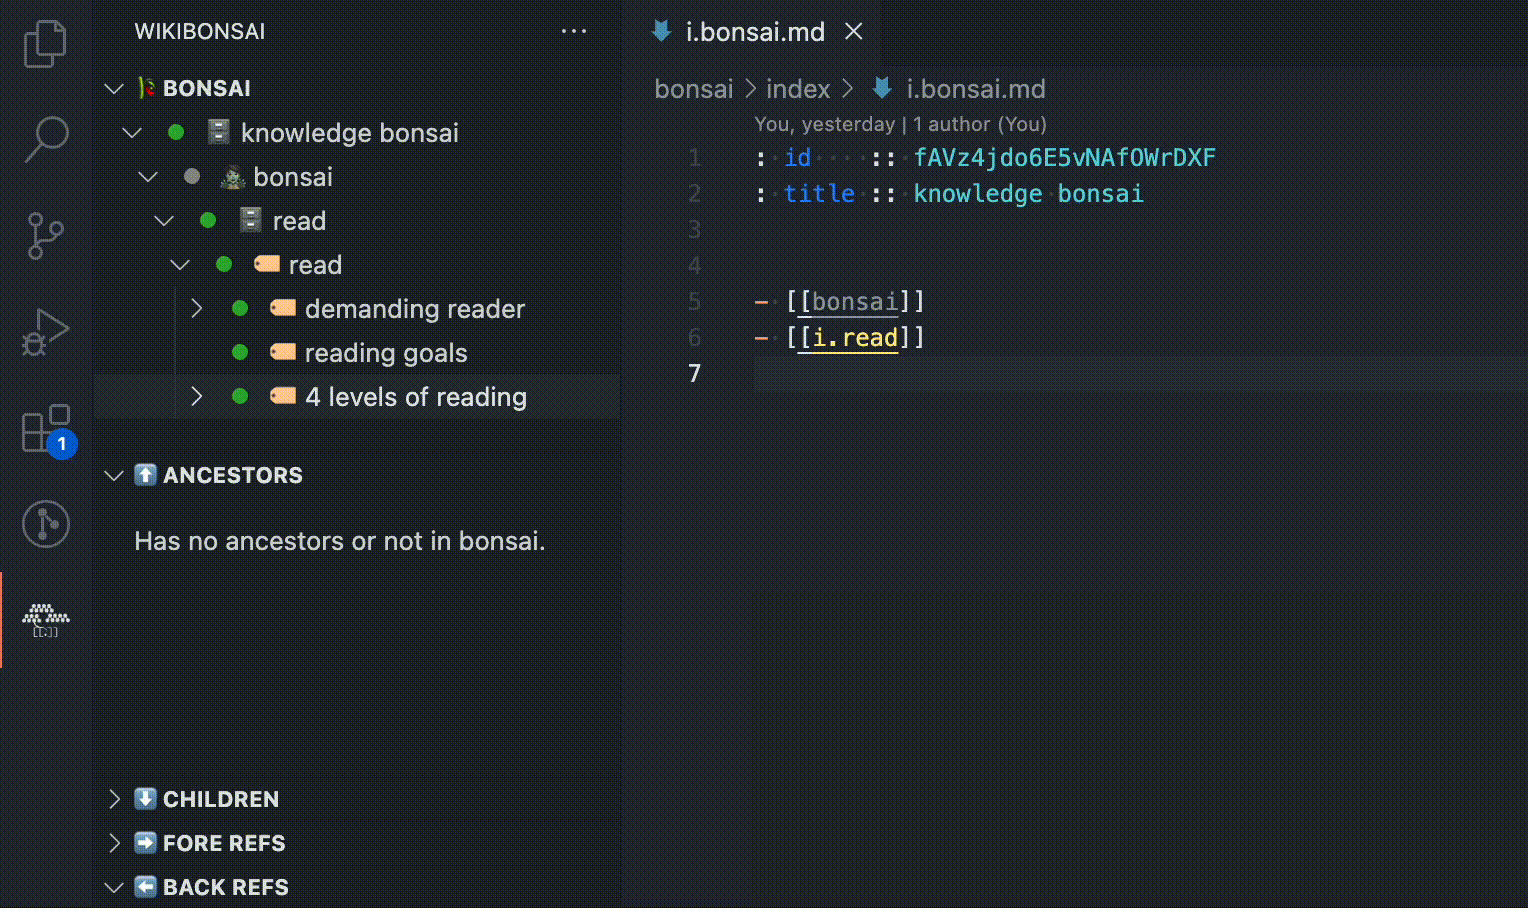 WIKIBONSAI
BONSAI
knowledge bonsai
bonsai
read
read
demanding reader
reading goals
4 levels of reading
ANCESTORS
Has no ancestors or not in bonsai.
CHILDREN
FORE REFS
BACK REFS
1
[[:]]
i.bonsai.md
bonsai > index > i.bonsai.md
You, yesterday | 1 author (You)
1 : id :: fAVz4jdo6E5vNAfOWrDXF
2 : title :: knowledge bonsai
3
4
5 - [[bonsai]]
6 - [[i.read]]
7